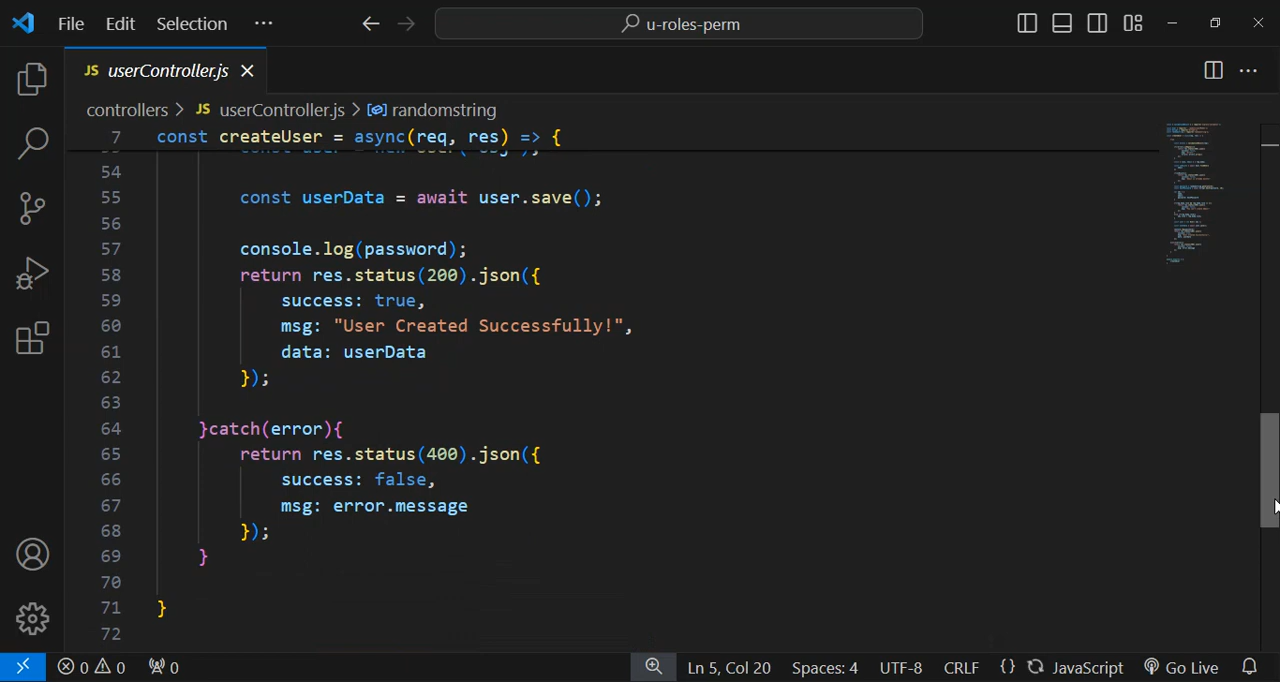 File Edit Selection ··· u-roles-perm
JS userController.js
controllers > JS userController.js > randomstring
7 const createUser = async(req, res) => {
54
55 const userData = await user.save();
56
57 console.log(password);
58 return res.status(200).json({
59 success: true,
60 msg: "User Created Successfully!",
61 data: userData
62 });
63
64 }catch(error){
65 return res.status(400).json({
66 success: false,
67 msg: error.message
68 });
69 }
70
71 }
72
0 0 0 Ln 5, Col 20 Spaces: 4 UTF-8 CRLF {} JavaScript Go Live